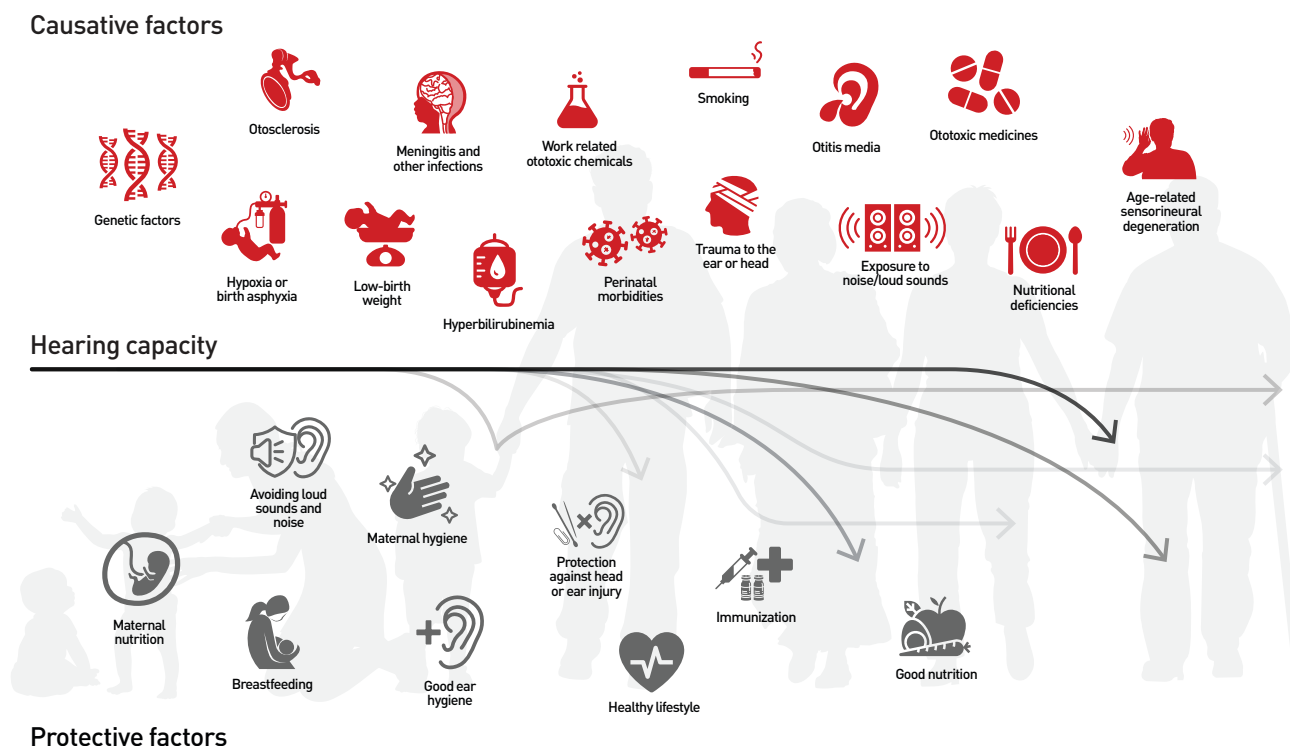 Causative factors
Otosclerosis
Meningitis and
other infections
Work related
ototoxic chemicals
Smoking
Otitis media
Ototoxic medicines
Genetic factors
Age-related
sensorineural
degeneration
Hypoxia or
birth asphyxia
Low-birth
weight
Hyperbilirubinemia
Perinatal
morbidities
Trauma to the
ear or head
Exposure to
noise/loud sounds
Nutritional
deficiencies
Hearing capacity
Avoiding loud
sounds and
noise
Maternal hygiene
Protection
against head
or ear injury
Immunization
Maternal
nutrition
Breastfeeding
Good ear
hygiene
Healthy lifestyle
Good nutrition
Protective factors